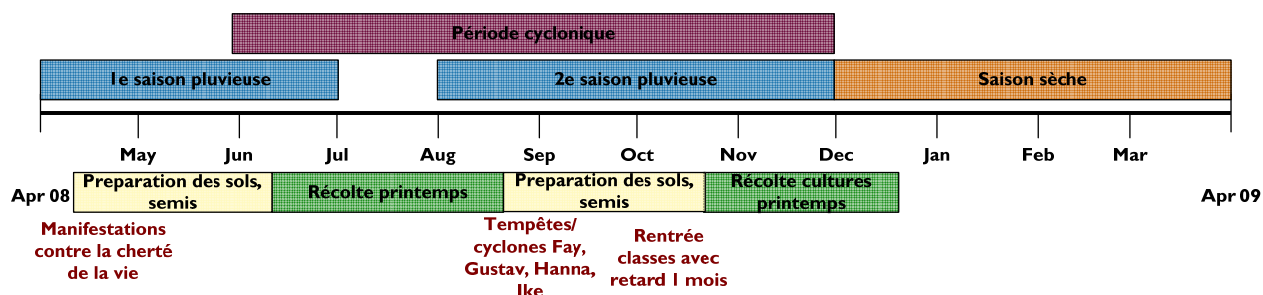 Période cyclonique
1e saison pluvieuse
2e saison pluvieuse
Saison sèche
May
Jun
Jul
Aug
Sep
Oct
Nov
Dec
Jan
Feb
Mar
Apr 08
Preparation des sols,
semis
Récolte printemps
Preparation des sols,
semis
Récolte cultures
printemps
Apr 09
Manifestations
contre la cherté
de la vie
Tempêtes/
cyclones Fay,
Gustav, Hanna,
Ike
Rentrée
classes avec
retard 1 mois